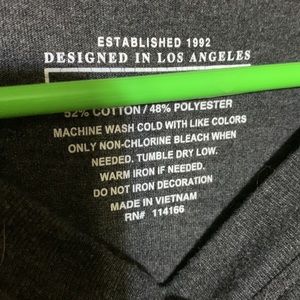 ESTABLISHED 1992
DESIGNED IN LOS ANGELES
52% COTTON / 48% POLYESTER
MACHINE WASH COLD WITH LIKE COLORS
ONLY NON-CHLORINE BLEACH WHEN
NEEDED. TUMBLE DRY LOW.
WARM IRON IF NEEDED.
DO NOT IRON DECORATION
MADE IN VIETNAM
RN# 114166